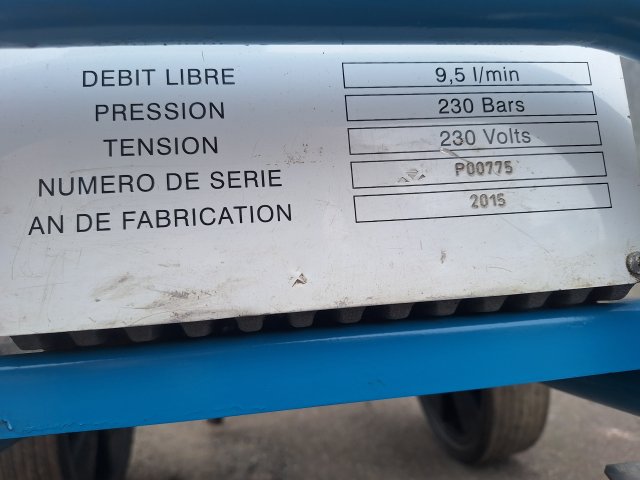 DEBIT LIBRE 9,5 l/min
PRESSION 230 Bars
TENSION 230 Volts
NUMERO DE SERIE P00775
AN DE FABRICATION 2015